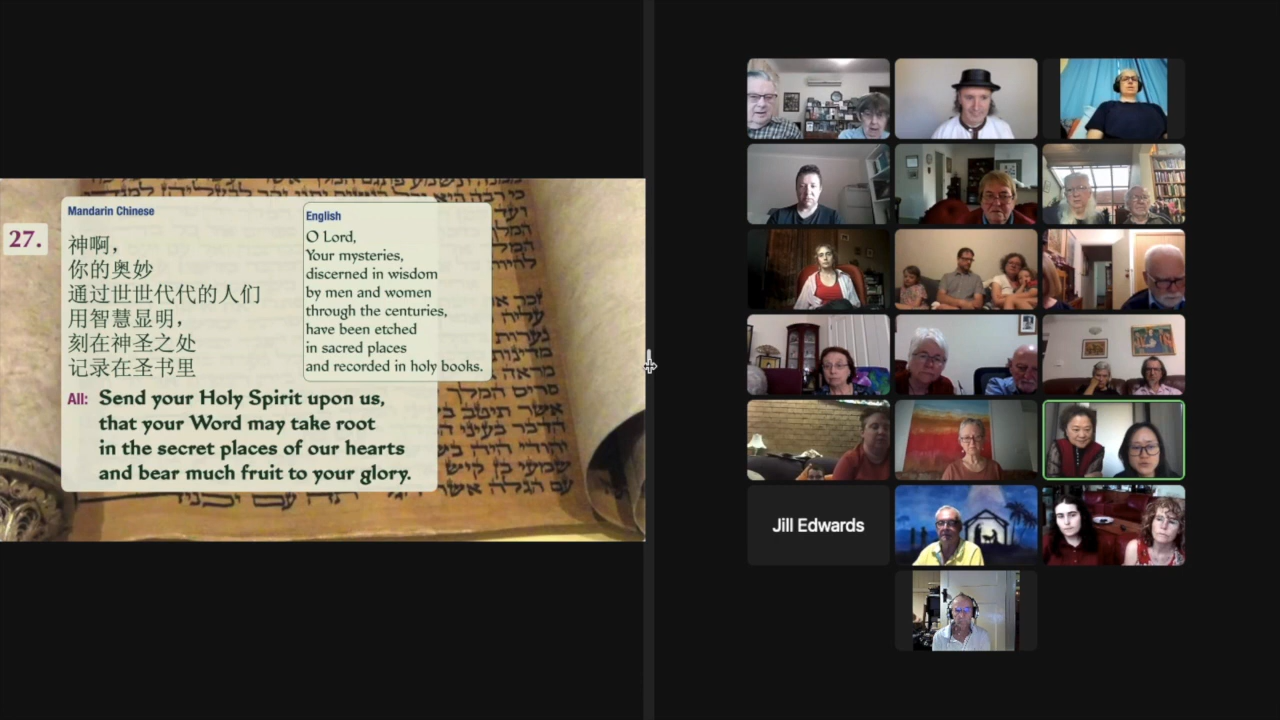 27.
Mandarin Chinese
神啊，
你的奥妙
通过世世代代的人们
用智慧显明，
刻在神圣之处
记录在圣书里
English
O Lord,
Your mysteries,
discerned in wisdom
by men and women
through the centuries,
have been etched
in sacred places
and recorded in holy books.
All: Send your Holy Spirit upon us,
that your Word may take root
in the secret places of our hearts
and bear much fruit to your glory.
Jill Edwards